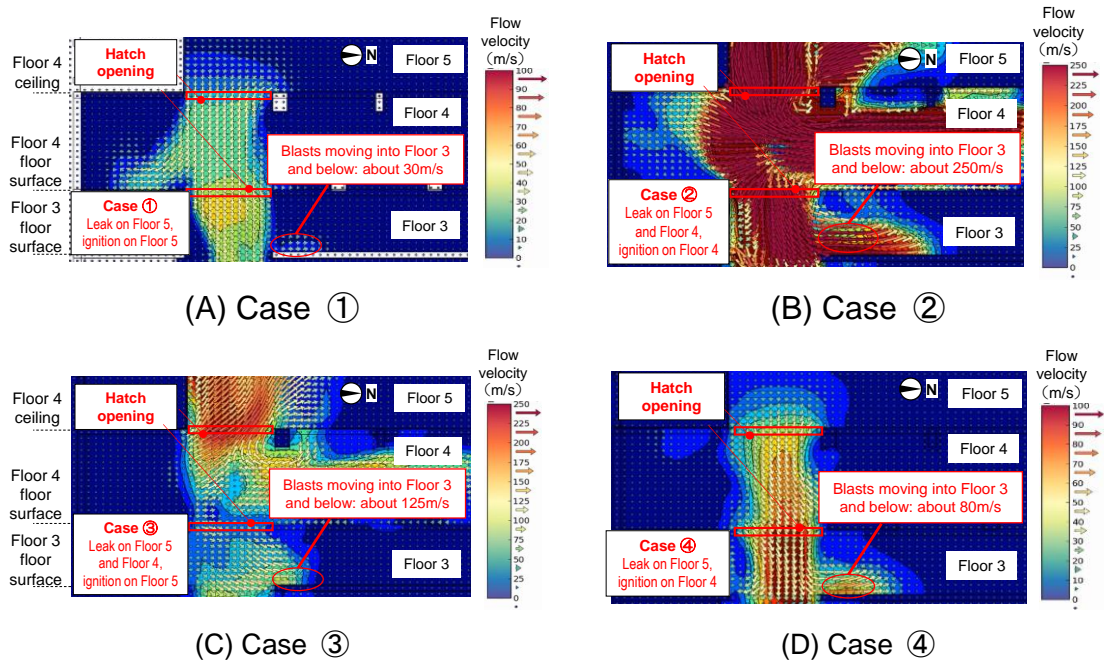 Flow
velocity
(m/s)
Hatch
opening
N
Floor 5
Floor 4
ceiling
Floor 4
Floor 4
floor
surface
Blasts moving into Floor 3
and below: about 30m/s
Case ①
Leak on Floor 5,
ignition on Floor 5
Floor 3
floor
surface
Floor 3
100
90
80
70
60
50
40
30
20
10
0
(A) Case ①
Flow
velocity
(m/s)
Hatch
opening
N
Floor 5
Floor 4
Blasts moving into Floor 3
and below: about 250m/s
Case ②
Leak on Floor 5
and Floor 4,
ignition on Floor 4
Floor 3
250
225
200
175
150
125
100
75
50
25
0
(B) Case ②
Flow
velocity
(m/s)
Hatch
opening
N
Floor 5
Floor 4
ceiling
Floor 4
Floor 4
floor
surface
Blasts moving into Floor 3
and below: about 125m/s
Case ③
Leak on Floor 5
and Floor 4,
ignition on Floor 5
Floor 3
floor
surface
Floor 3
250
225
200
175
150
125
100
75
50
25
0
(C) Case ③
Flow
velocity
(m/s)
Hatch
opening
N
Floor 5
Floor 4
Blasts moving into Floor 3
and below: about 80m/s
Case ④
Leak on Floor 5,
ignition on Floor 4
Floor 3
100
90
80
70
60
50
40
30
20
10
0
(D) Case ④